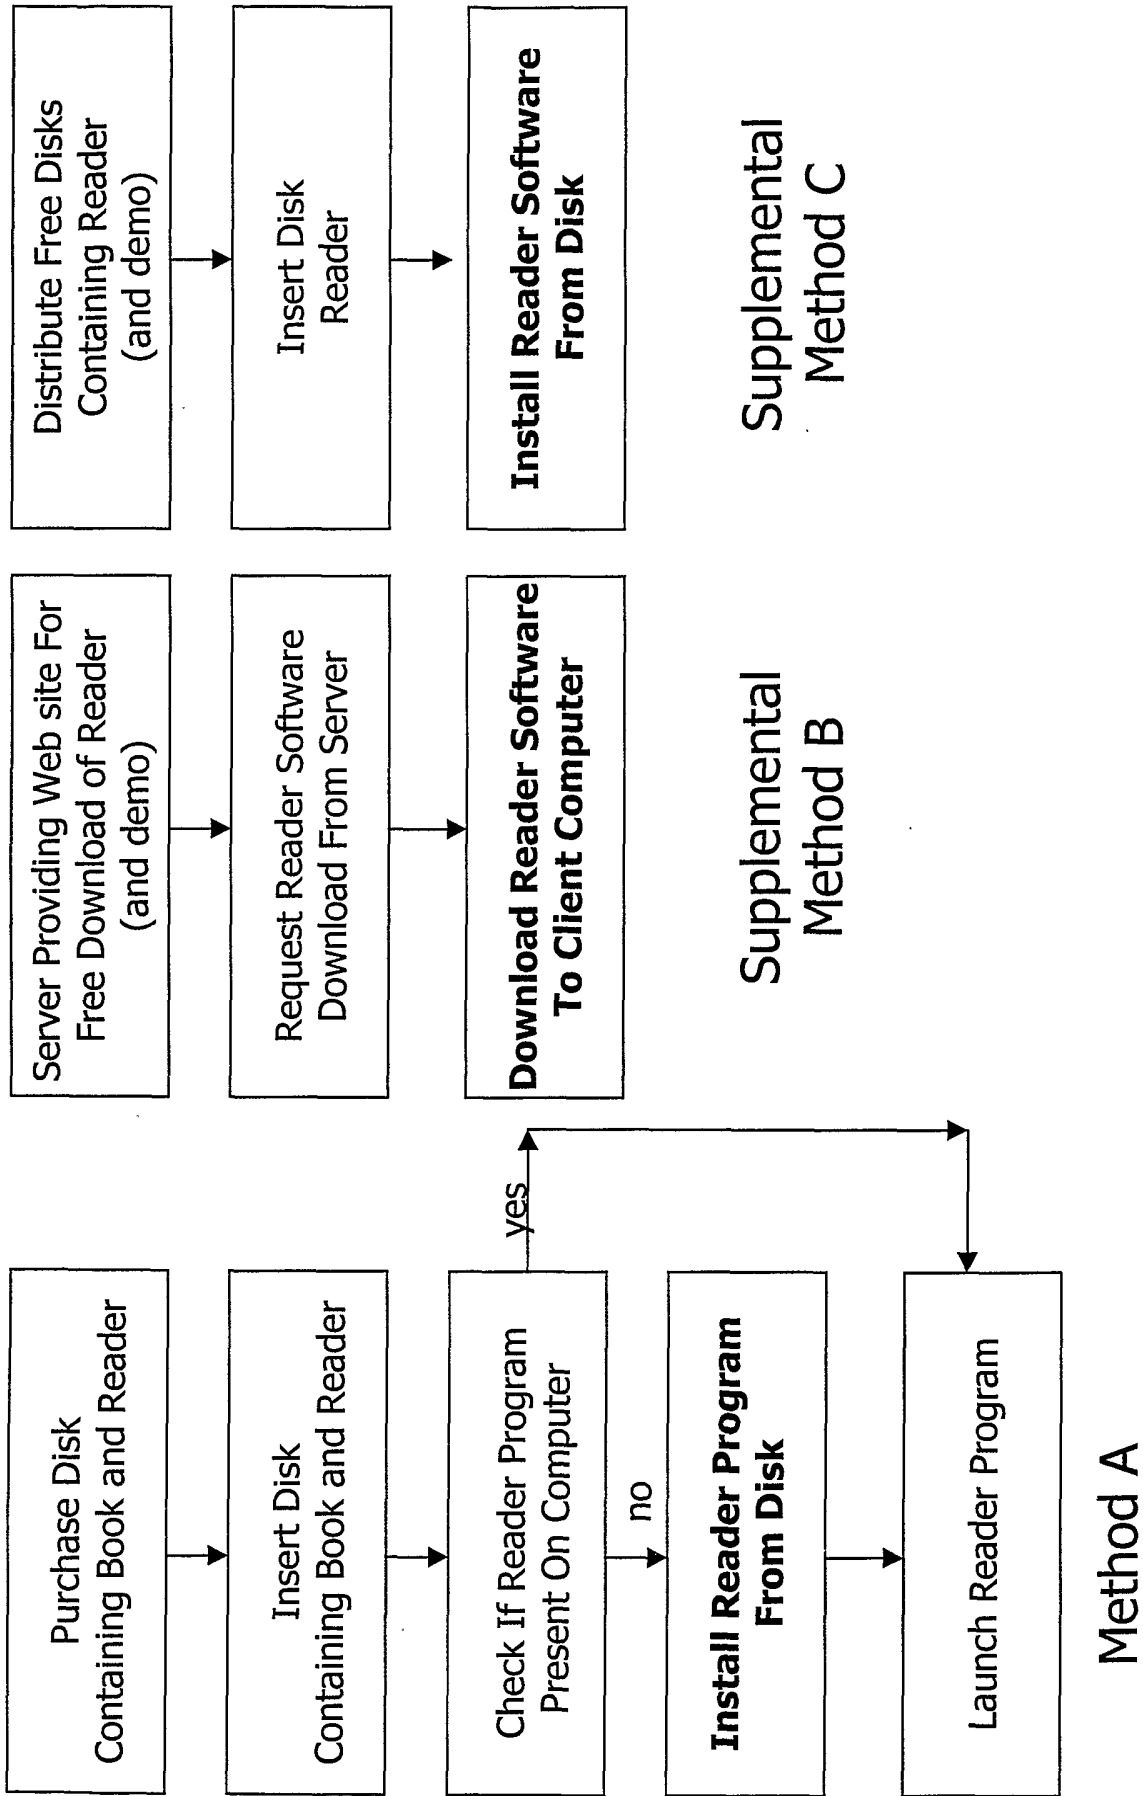 Purchase Disk
Containing Book and Reader
Insert Disk
Containing Book and Reader
Check If Reader Program
Present On Computer
yes
no
Install Reader Program
From Disk
Launch Reader Program
Method A
Server Providing Web site For
Free Download of Reader
(and demo)
Request Reader Software
Download From Server
Download Reader Software
To Client Computer
Supplemental
Method B
Distribute Free Disks
Containing Reader
(and demo)
Insert Disk
Reader
Install Reader Software
From Disk
Supplemental
Method C